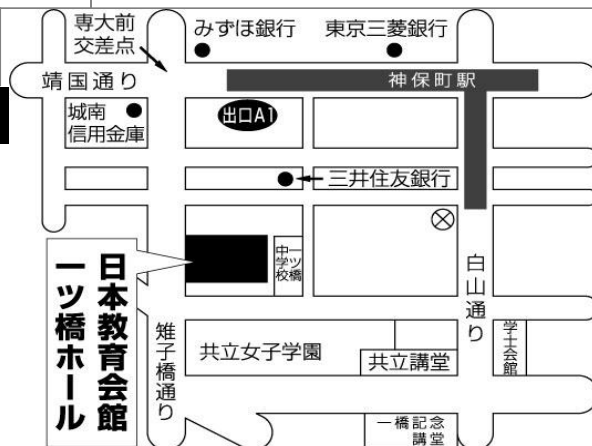 専大前
交差点
みずほ銀行
東京三菱銀行
靖国通り
神保町駅
城南
信用金庫
出口A1
三井住友銀行
一ツ橋
中学校
白山通り
日本教育会館
一ツ橋ホール
雉子橋通り
共立女子学園
共立講堂
学士会館
一橋記念
講堂